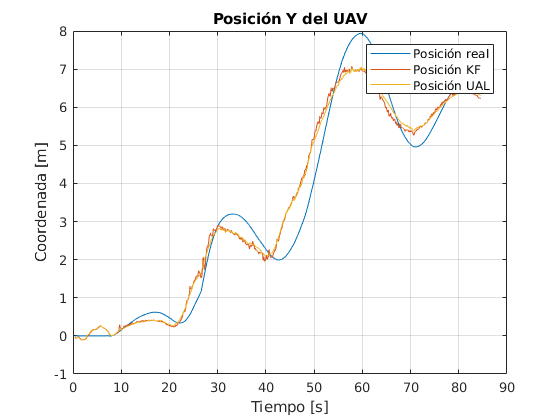 Posición Y del UAV
8
7
6
5
4
3
2
1
0
-1
Coordenada [m]
Posición real
Posición KF
Posición UAL
0 10 20 30 40 50 60 70 80 90
Tiempo [s]